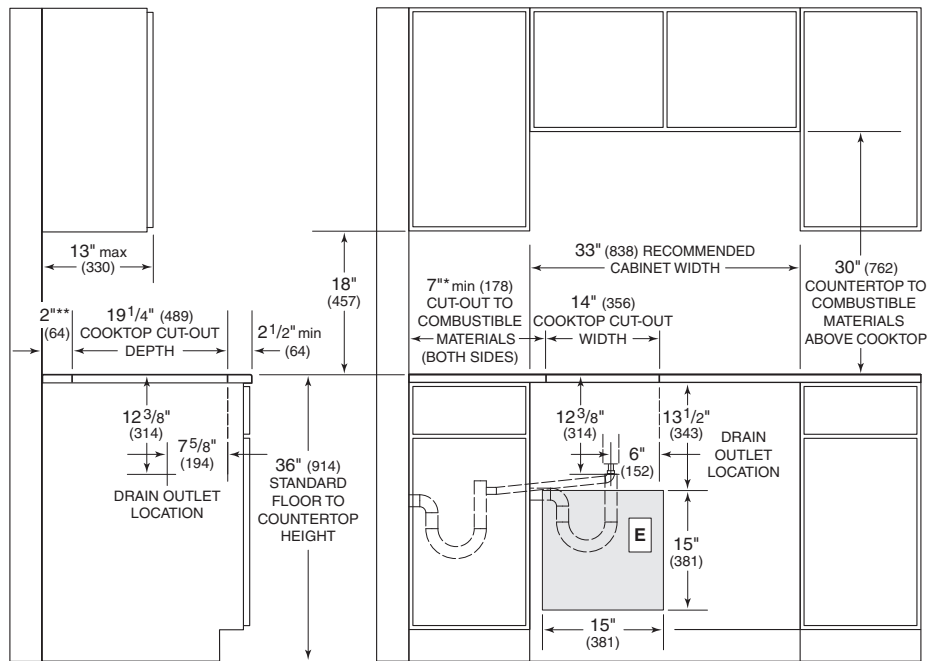 13" max
(330)
18"
(457)
33" (838) RECOMMENDED
CABINET WIDTH
30" (762)
COUNTERTOP TO
COMBUSTIBLE
MATERIALS
ABOVE COOKTOP
2"**
(64)
19 1/4" (489)
COOKTOP CUT-OUT
DEPTH
2 1/2" min
(64)
7"* min (178)
CUT-OUT TO
COMBUSTIBLE
MATERIALS
(BOTH SIDES)
14" (356)
COOKTOP CUT-OUT
WIDTH
12 3/8"
(314)
7 5/8"
(194)
DRAIN OUTLET
LOCATION
36" (914)
STANDARD
FLOOR TO
COUNTERTOP
HEIGHT
12 3/8"
(314)
6"
(152)
13 1/2"
(343)
DRAIN
OUTLET
LOCATION
E
15"
(381)
15"
(381)